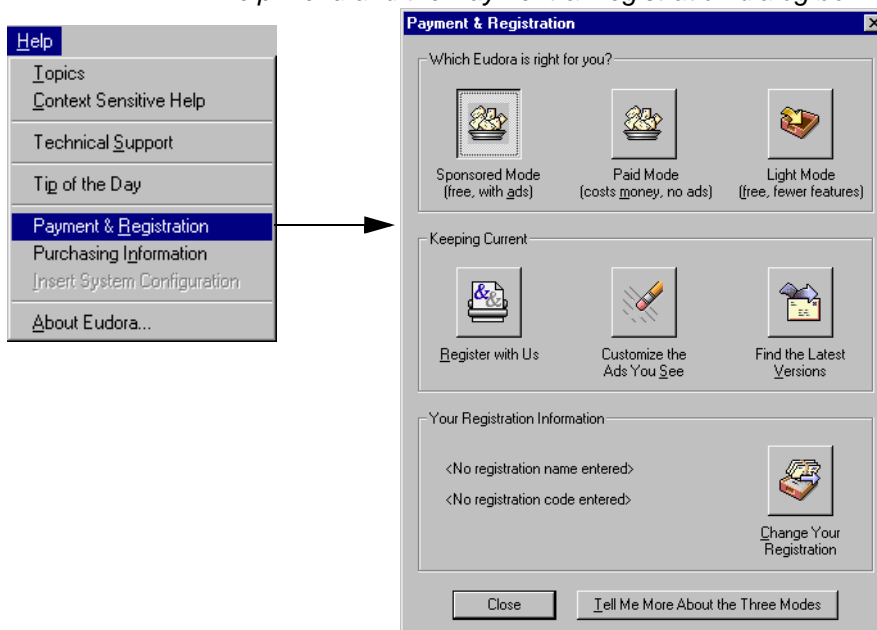 Help
Topics
Context Sensitive Help
Technical Support
Tip of the Day
Payment & Registration
Purchasing Information
Insert System Configuration
About Eudora...
Payment & Registration
Which Eudora is right for you?
Sponsored Mode
(free, with ads)
Paid Mode
(costs money, no ads)
Light Mode
(free, fewer features)
Keeping Current
Register with Us
Customize the
Ads You See
Find the Latest
Versions
Your Registration Information
<No registration name entered>
<No registration code entered>
Change Your
Registration
Close
Tell Me More About the Three Modes